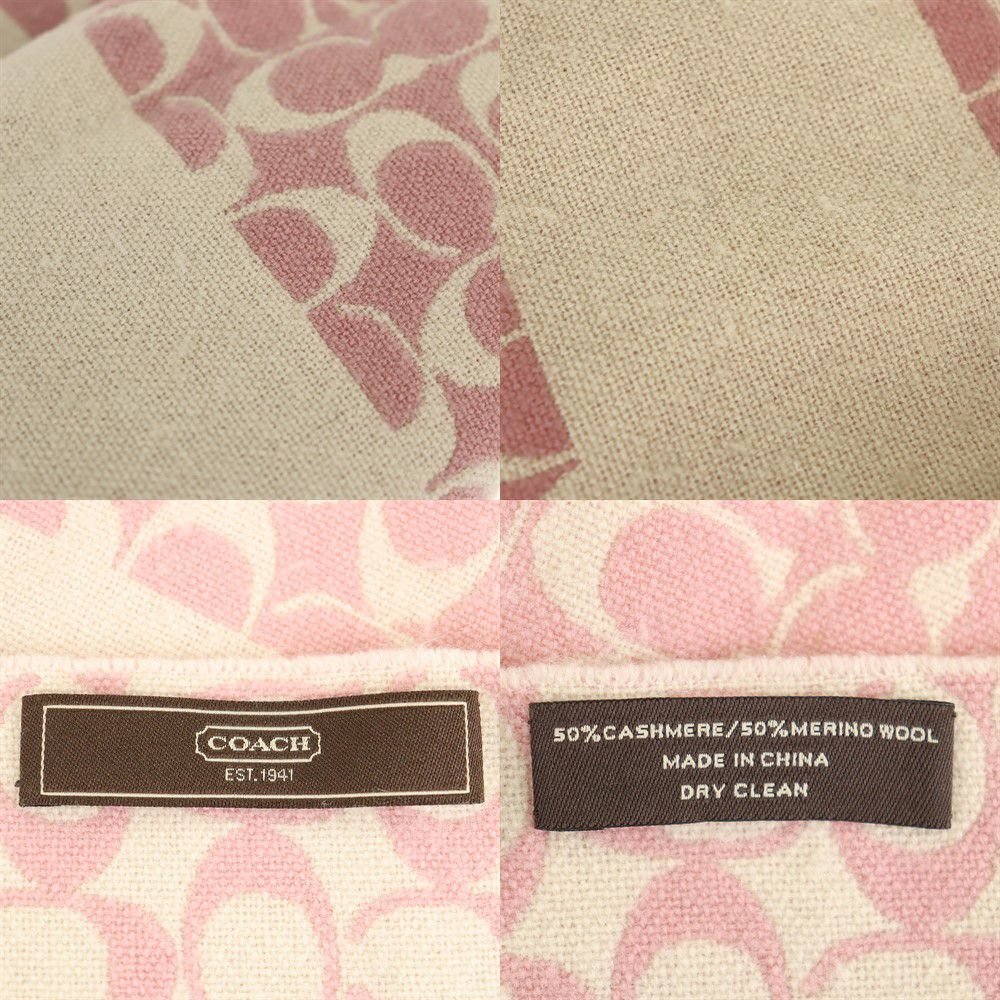 COACH
EST.1941
50%CASHMERE/50%MERINO WOOL
MADE IN CHINA
DRY CLEAN